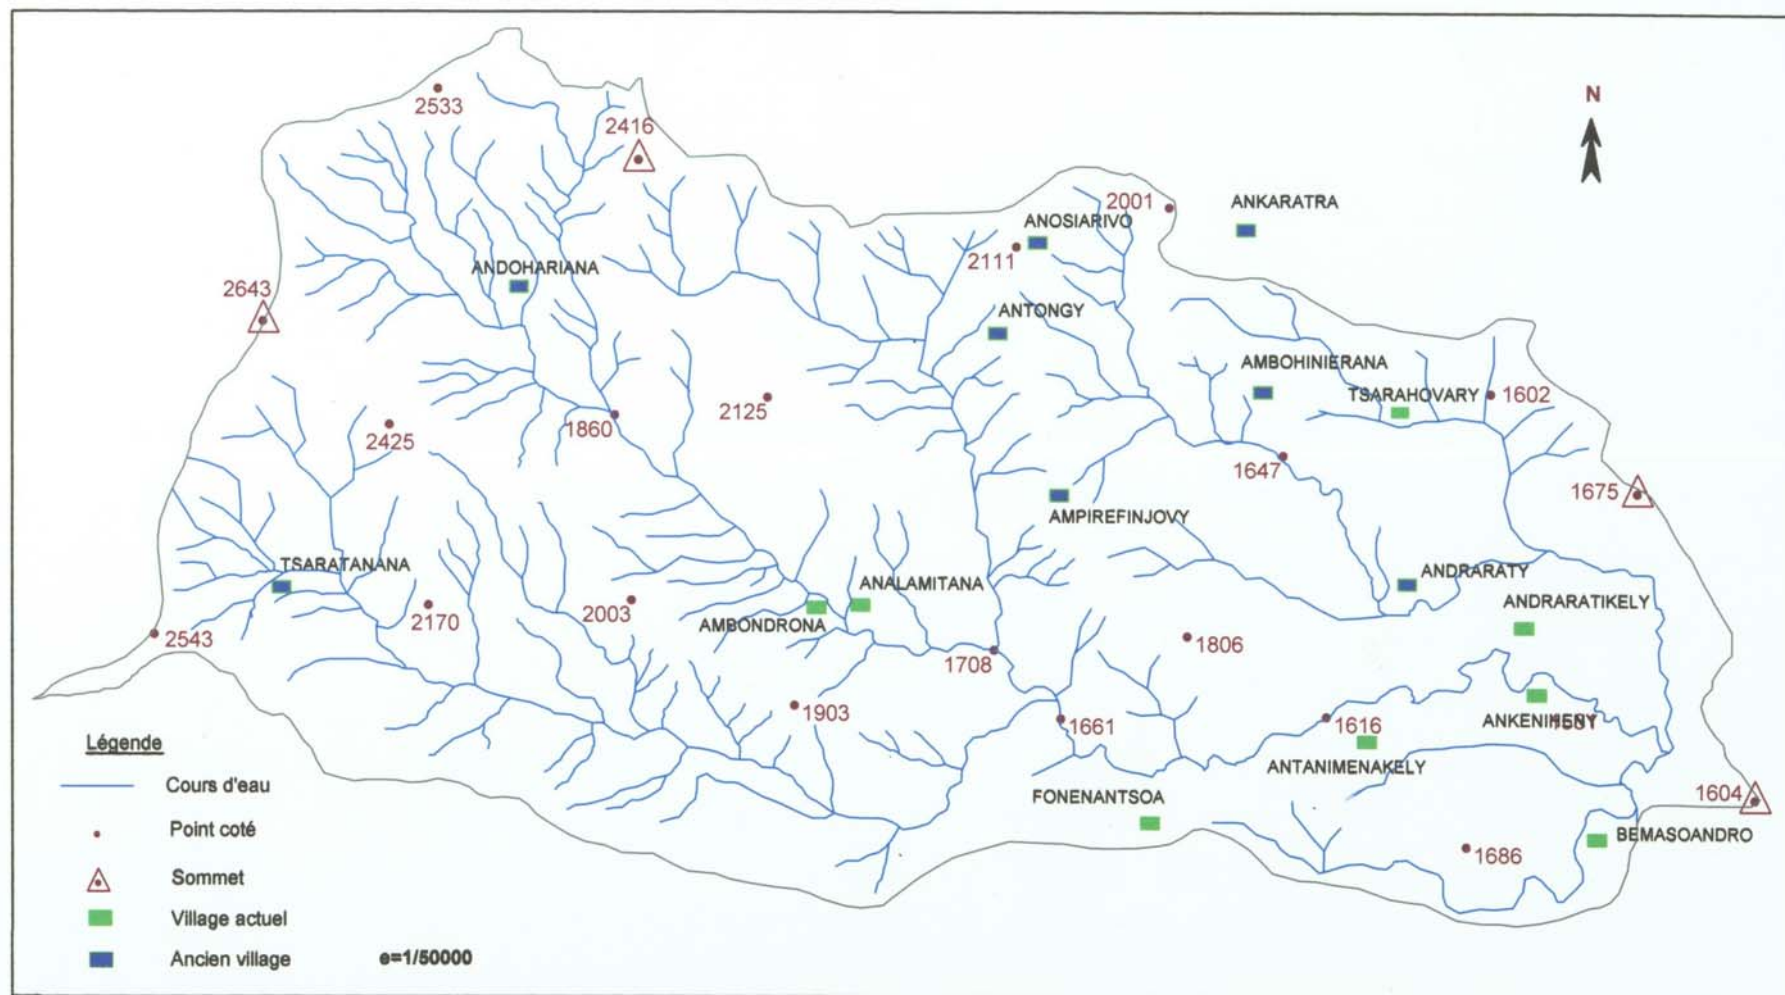 2533
2416
N
2001
ANKARATRA
ANOSIARIVO
2111
ANDOHARIANA
2643
ANTONGY
AMBOHINIERANA
TSARAHOVARY
1602
2125
1860
2425
1647
1675
AMPIREFINJOVY
TSARATANANA
ANALAMITANA
ANDRARATY
ANDRARATIKELY
2170
2003
AMBONDRONA
2543
1806
1708
1903
1661
1616
ANKENIHENY
ANTANIMENAKELY
Légende
Cours d'eau
FONENANTSOA
1604
Point coté
BEMASOANDRO
1686
Sommet
Village actuel
Ancien village
e=1/50000